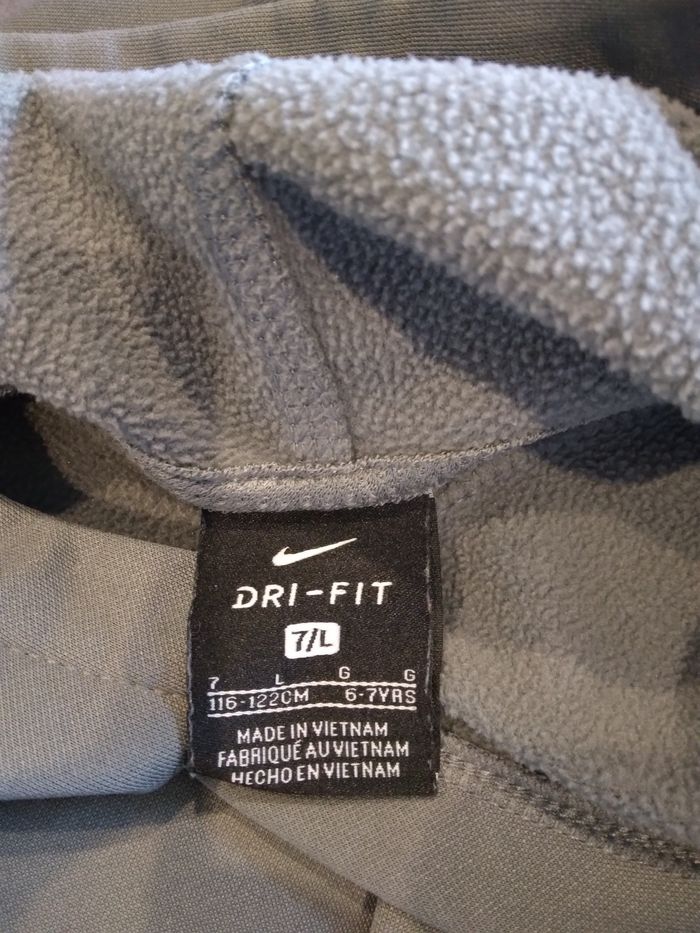 DRI-FIT
7/L
7 L G G
116-122CM 6-7YRS
MADE IN VIETNAM
FABRIQUÉ AU VIETNAM
HECHO EN VIETNAM